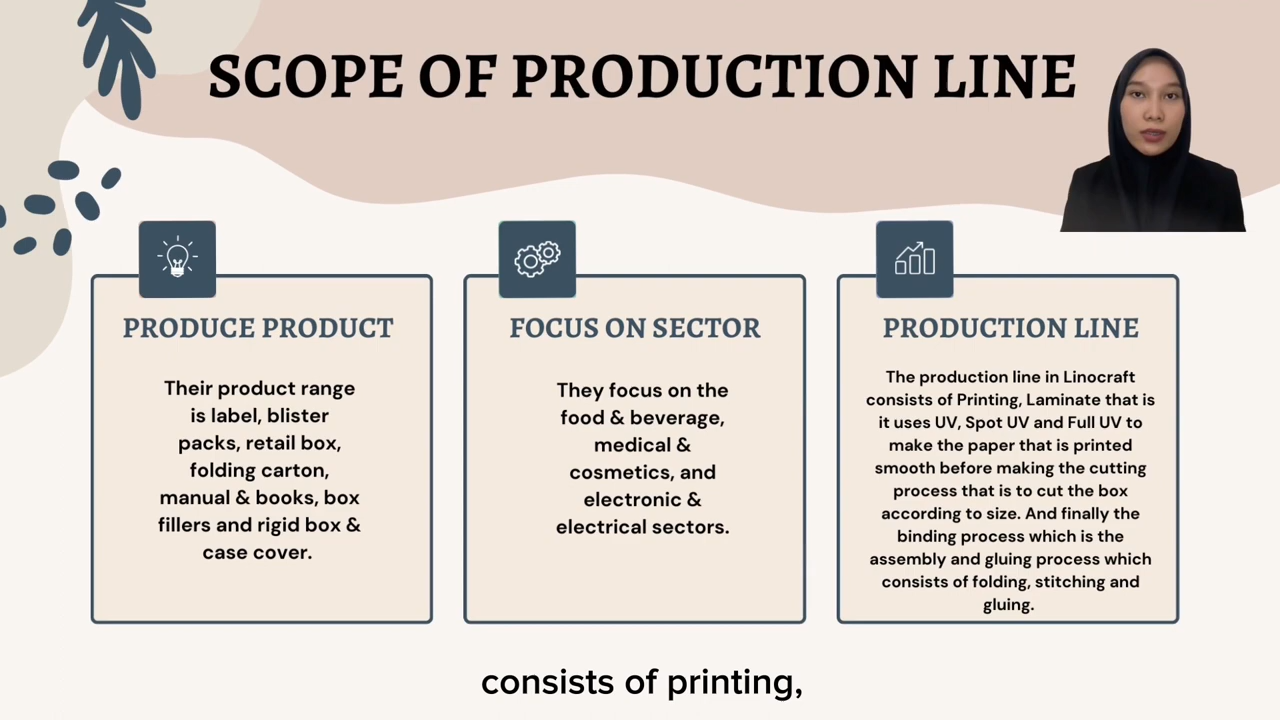 SCOPE OF PRODUCTION LINE
PRODUCE PRODUCT
Their product range
is label, blister
packs, retail box,
folding carton,
manual & books, box
fillers and rigid box &
case cover.
FOCUS ON SECTOR
They focus on the
food & beverage,
medical &
cosmetics, and
electronic &
electrical sectors.
PRODUCTION LINE
The production line in Linocraft
consists of Printing, Laminate that is
it uses UV, Spot UV and Full UV to
make the paper that is printed
smooth before making the cutting
process that is to cut the box
according to size. And finally the
binding process which is the
assembly and gluing process which
consists of folding, stitching and
gluing.
consists of printing,